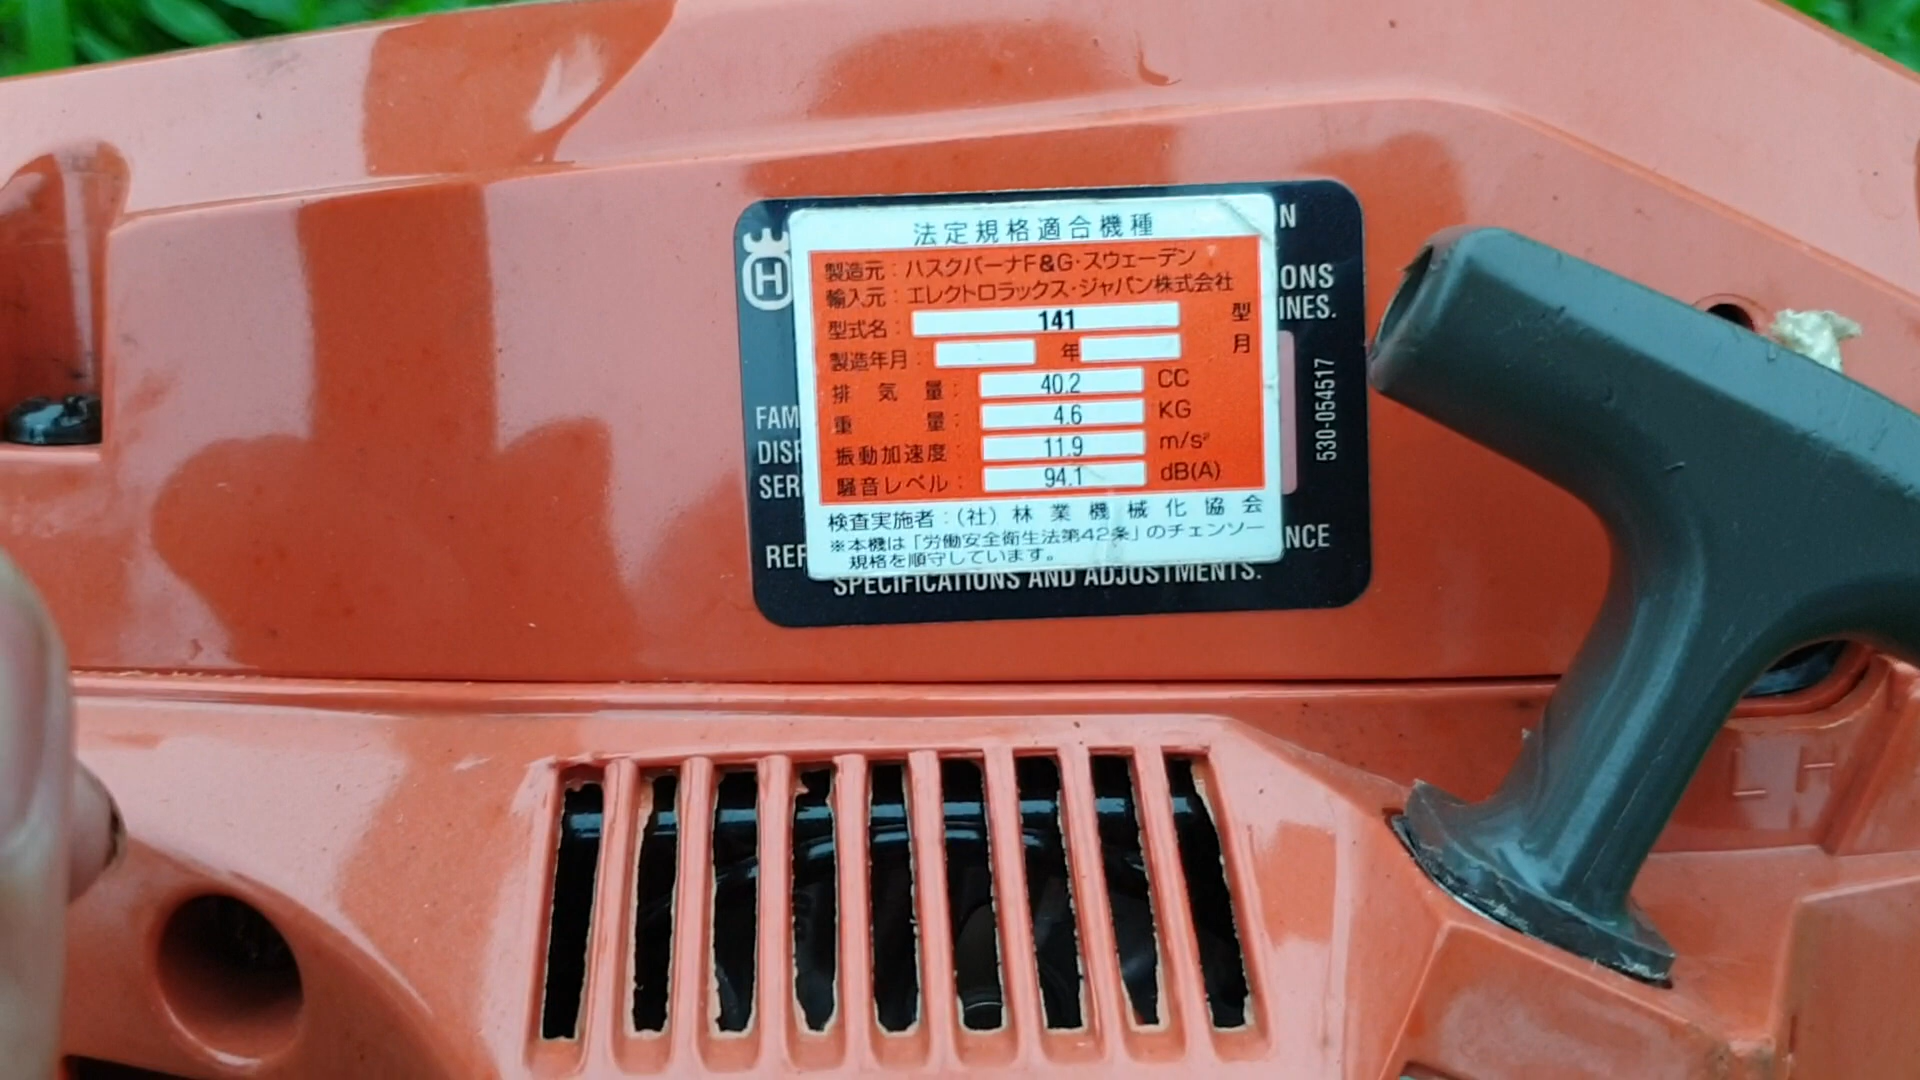 法定規格適合機種
製造元：ハスクバーナF&G・スウェーデン
輸入元：エレクトロラックス・ジャパン株式会社
型式名： 141 型
製造年月： 年 月
排気量： 40.2 CC
重量： 4.6 KG
振動加速度： 11.9 m/s²
騒音レベル： 94.1 dB(A)
検査実施者：（社）林業機械化協会
※本機は「労働安全衛生法第42条」のチェンソー
規格を順守しています。
H
N
ONS
INES.
530-054517
FAM
DISP
SER
REF
NCE
SPECIFICATIONS AND ADJUSTMENTS.
L H